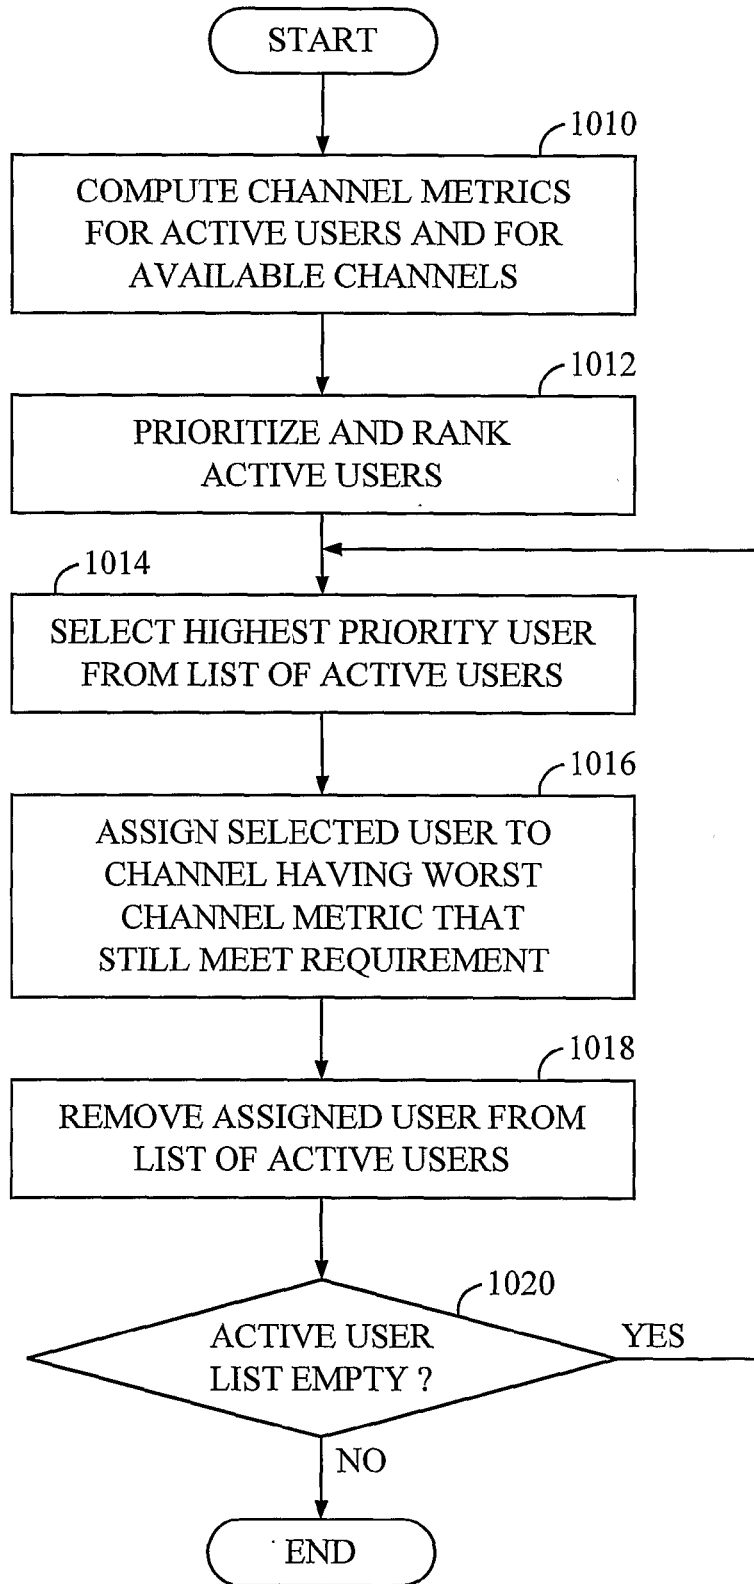 START
1010
COMPUTE CHANNEL METRICS
FOR ACTIVE USERS AND FOR
AVAILABLE CHANNELS
1012
PRIORITIZE AND RANK
ACTIVE USERS
1014
SELECT HIGHEST PRIORITY USER
FROM LIST OF ACTIVE USERS
1016
ASSIGN SELECTED USER TO
CHANNEL HAVING WORST
CHANNEL METRIC THAT
STILL MEET REQUIREMENT
1018
REMOVE ASSIGNED USER FROM
LIST OF ACTIVE USERS
1020
ACTIVE USER
LIST EMPTY ?
YES
NO
END